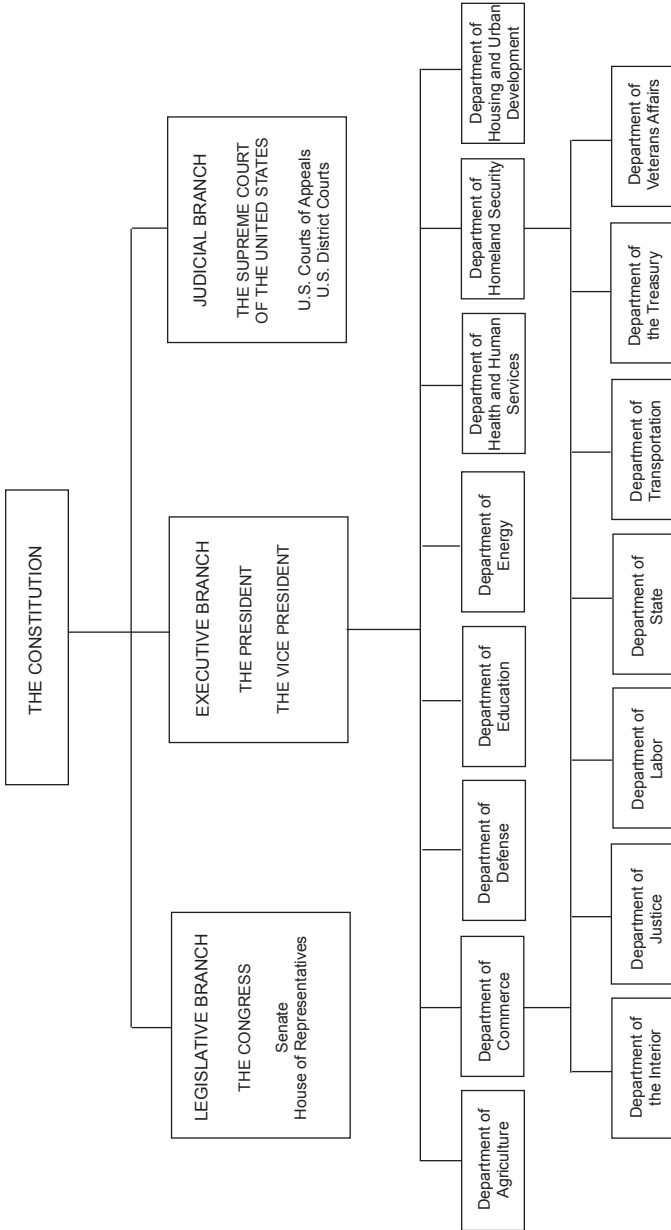 THE CONSTITUTION
LEGISLATIVE BRANCH
THE CONGRESS
Senate
House of Representatives
EXECUTIVE BRANCH
THE PRESIDENT
THE VICE PRESIDENT
JUDICIAL BRANCH
THE SUPREME COURT
OF THE UNITED STATES
U.S. Courts of Appeals
U.S. District Courts
Department of
Agriculture
Department of
Commerce
Department of
Defense
Department of
Education
Department of
Energy
Department of
Health and Human
Services
Department of
Homeland Security
Department of
Housing and Urban
Development
Department of
the Interior
Department of
Justice
Department of
Labor
Department of
State
Department of
Transportation
Department of
the Treasury
Department of
Veterans Affairs